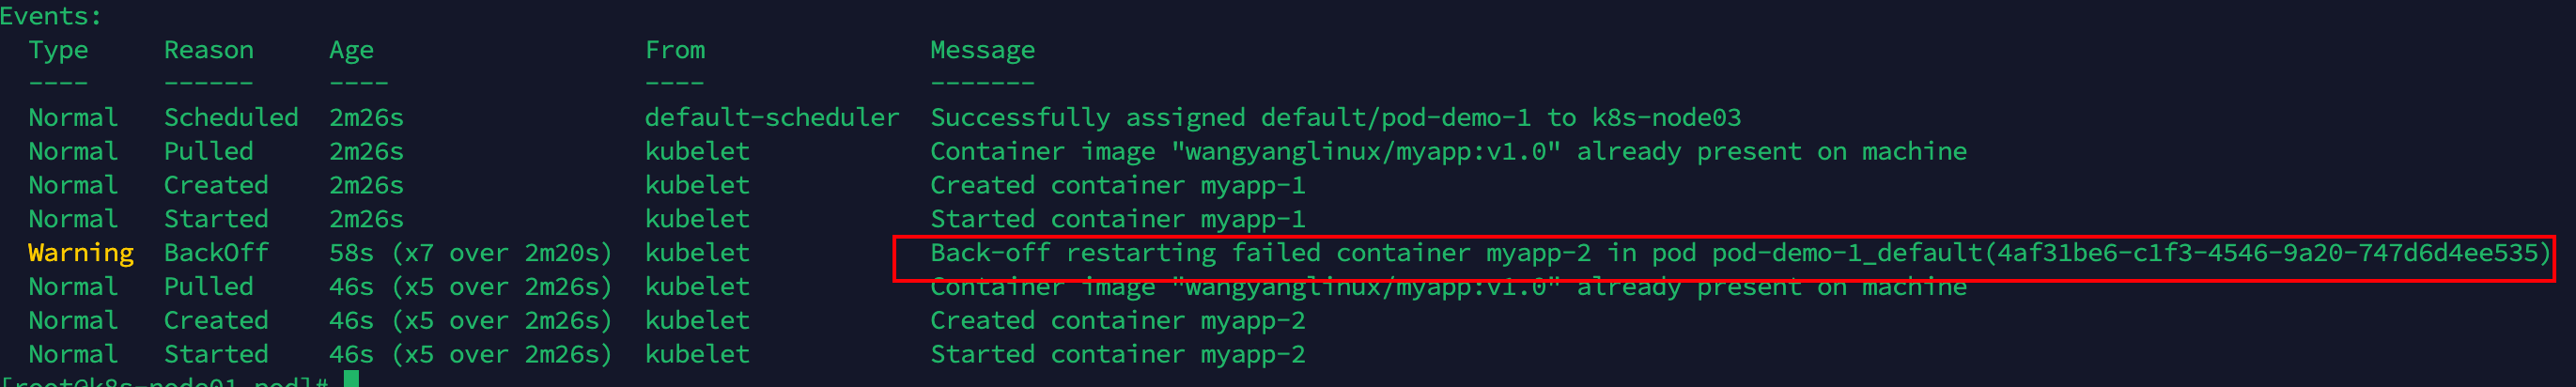 Events:
Type Reason Age From Message
---- ------ ---- ---- -------
Normal Scheduled 2m26s default-scheduler Successfully assigned default/pod-demo-1 to k8s-node03
Normal Pulled 2m26s kubelet Container image "wangyanglinux/myapp:v1.0" already present on machine
Normal Created 2m26s kubelet Created container myapp-1
Normal Started 2m26s kubelet Started container myapp-1
Warning BackOff 58s (x7 over 2m20s) kubelet Back-off restarting failed container myapp-2 in pod pod-demo-1_default(4af31be6-c1f3-4546-9a20-747d6d4ee535)
Normal Pulled 46s (x5 over 2m26s) kubelet Container image "wangyanglinux/myapp:v1.0" already present on machine
Normal Created 46s (x5 over 2m26s) kubelet Created container myapp-2
Normal Started 46s (x5 over 2m26s) kubelet Started container myapp-2
[root@k8s-node01 pod]#